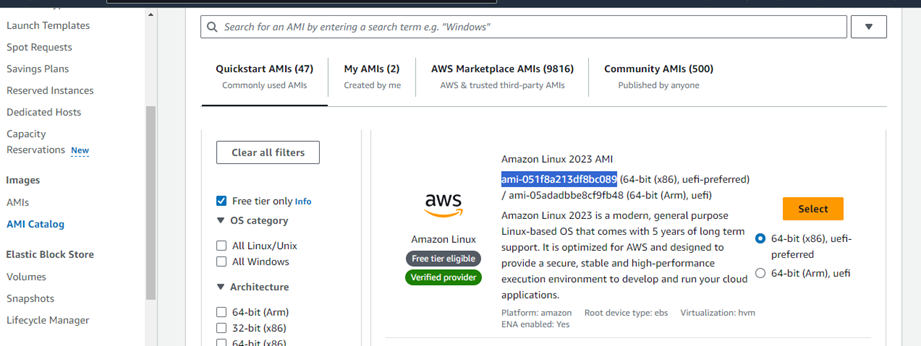 Launch Templates
Spot Requests
Savings Plans
Reserved Instances
Dedicated Hosts
Capacity
Reservations New
Images
AMIs
AMI Catalog
Elastic Block Store
Volumes
Snapshots
Lifecycle Manager
Search for an AMI by entering a search term e.g. "Windows"
Quickstart AMIs (47)
Commonly used AMIs
My AMIs (2)
Created by me
AWS Marketplace AMIs (9816)
AWS & trusted third-party AMIs
Community AMIs (500)
Published by anyone
Clear all filters
Free tier only Info
OS category
All Linux/Unix
All Windows
Architecture
64-bit (Arm)
32-bit (x86)
64-bit (x86)
aws
Amazon Linux
Free tier eligible
Verified provider
Amazon Linux 2023 AMI
ami-051f8a213df8bc089 (64-bit (x86), uefi-preferred)
/ ami-05adadbbe8cf9fb48 (64-bit (Arm), uefi)
Amazon Linux 2023 is a modern, general purpose
Linux-based OS that comes with 5 years of long term
support. It is optimized for AWS and designed to
provide a secure, stable and high-performance
execution environment to develop and run your cloud
applications.
Platform: amazon Root device type: ebs Virtualization: hvm
ENA enabled: Yes
Select
64-bit (x86), uefi-
preferred
64-bit (Arm), uefi